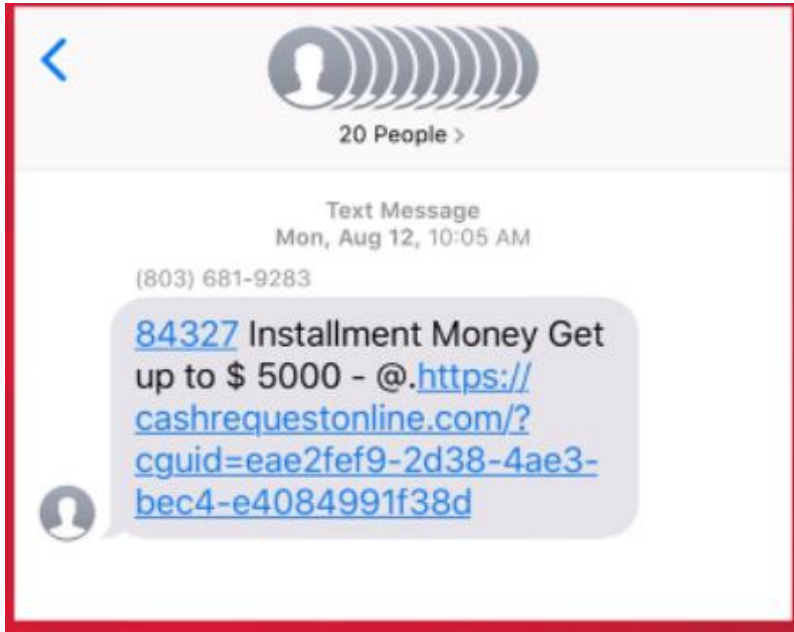 20 People >
Text Message
Mon, Aug 12, 10:05 AM
(803) 681-9283
84327 Installment Money Get
up to $ 5000 - @.https://
cashrequestonline.com/?
cguid=eae2fef9-2d38-4ae3-
bec4-e4084991f38d